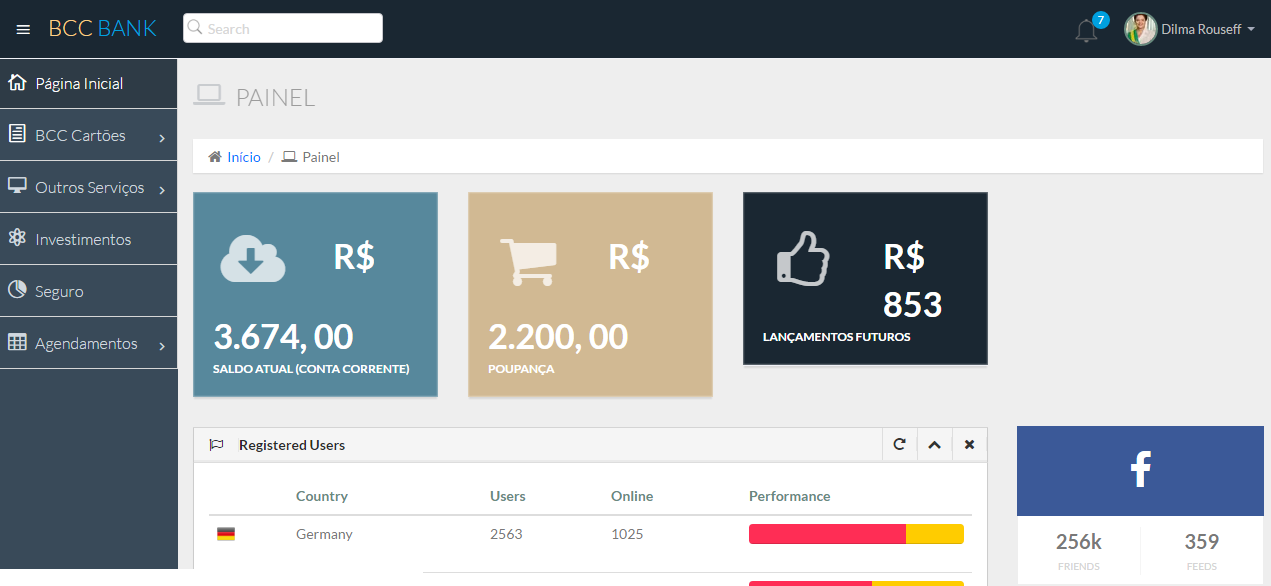 BCC BANK
Search
7
Dilma Rouseff
Página Inicial
BCC Cartões
Outros Serviços
Investimentos
Seguro
Agendamentos
PAINEL
Início / Painel
R$
3.674, 00
SALDO ATUAL (CONTA CORRENTE)
R$
2.200, 00
POUPANÇA
R$
853
LANÇAMENTOS FUTUROS
Registered Users
Country Users Online Performance
Germany 2563 1025
256k
FRIENDS
359
FEEDS